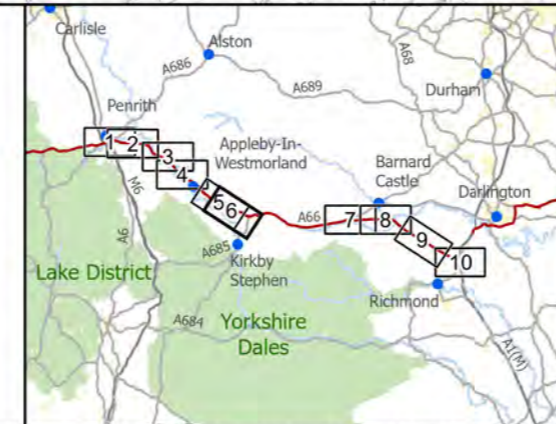 Carlisle
Alston
A686
A689
A68
Durham
Penrith
Appleby-In-
Westmorland
Barnard
Castle
Darlington
1
2
3
4
5
6
7
8
9
10
M6
A6
A66
A685
Kirkby
Stephen
Lake District
Richmond
A684
Yorkshire
Dales
A1(M)